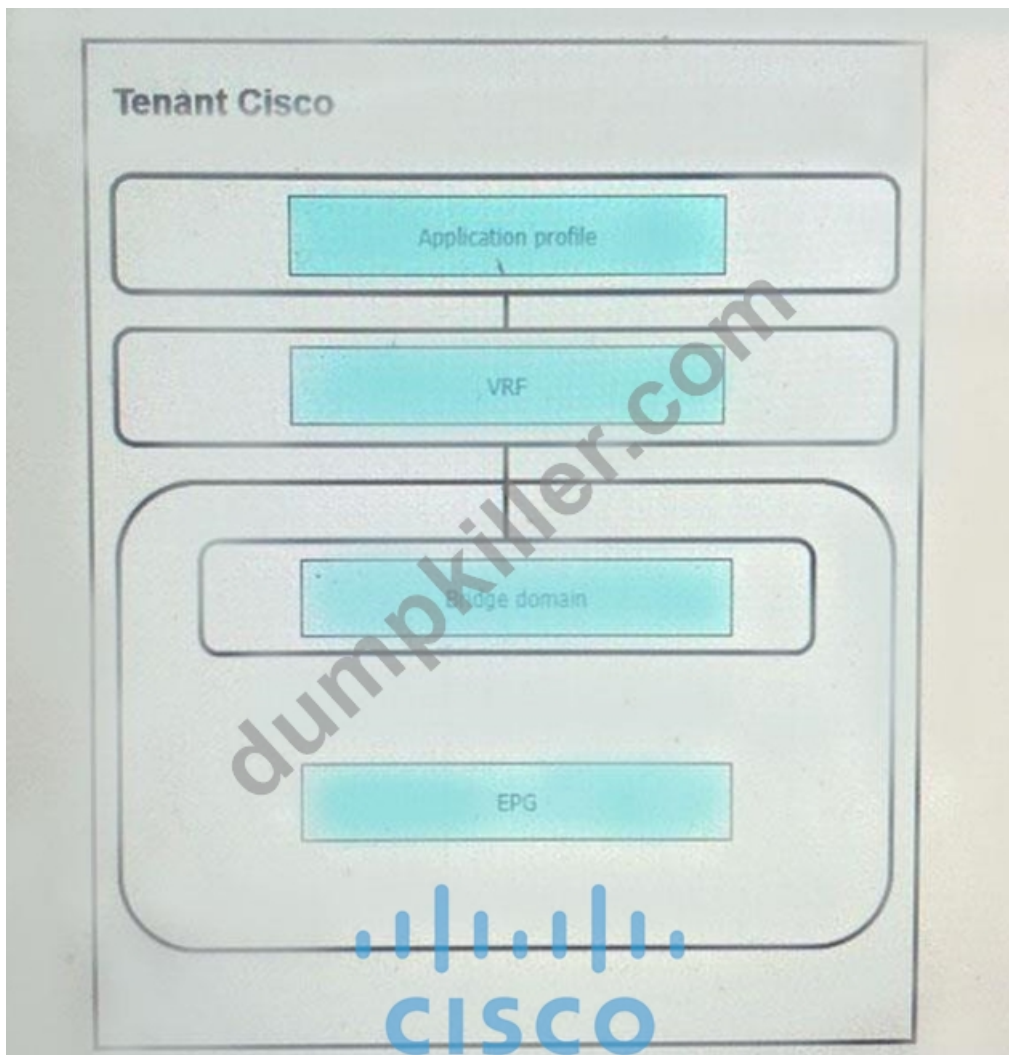 Tenant Cisco
Application profile
VRF
Bridge domain
EPG
dumpkiller.com
CISCO